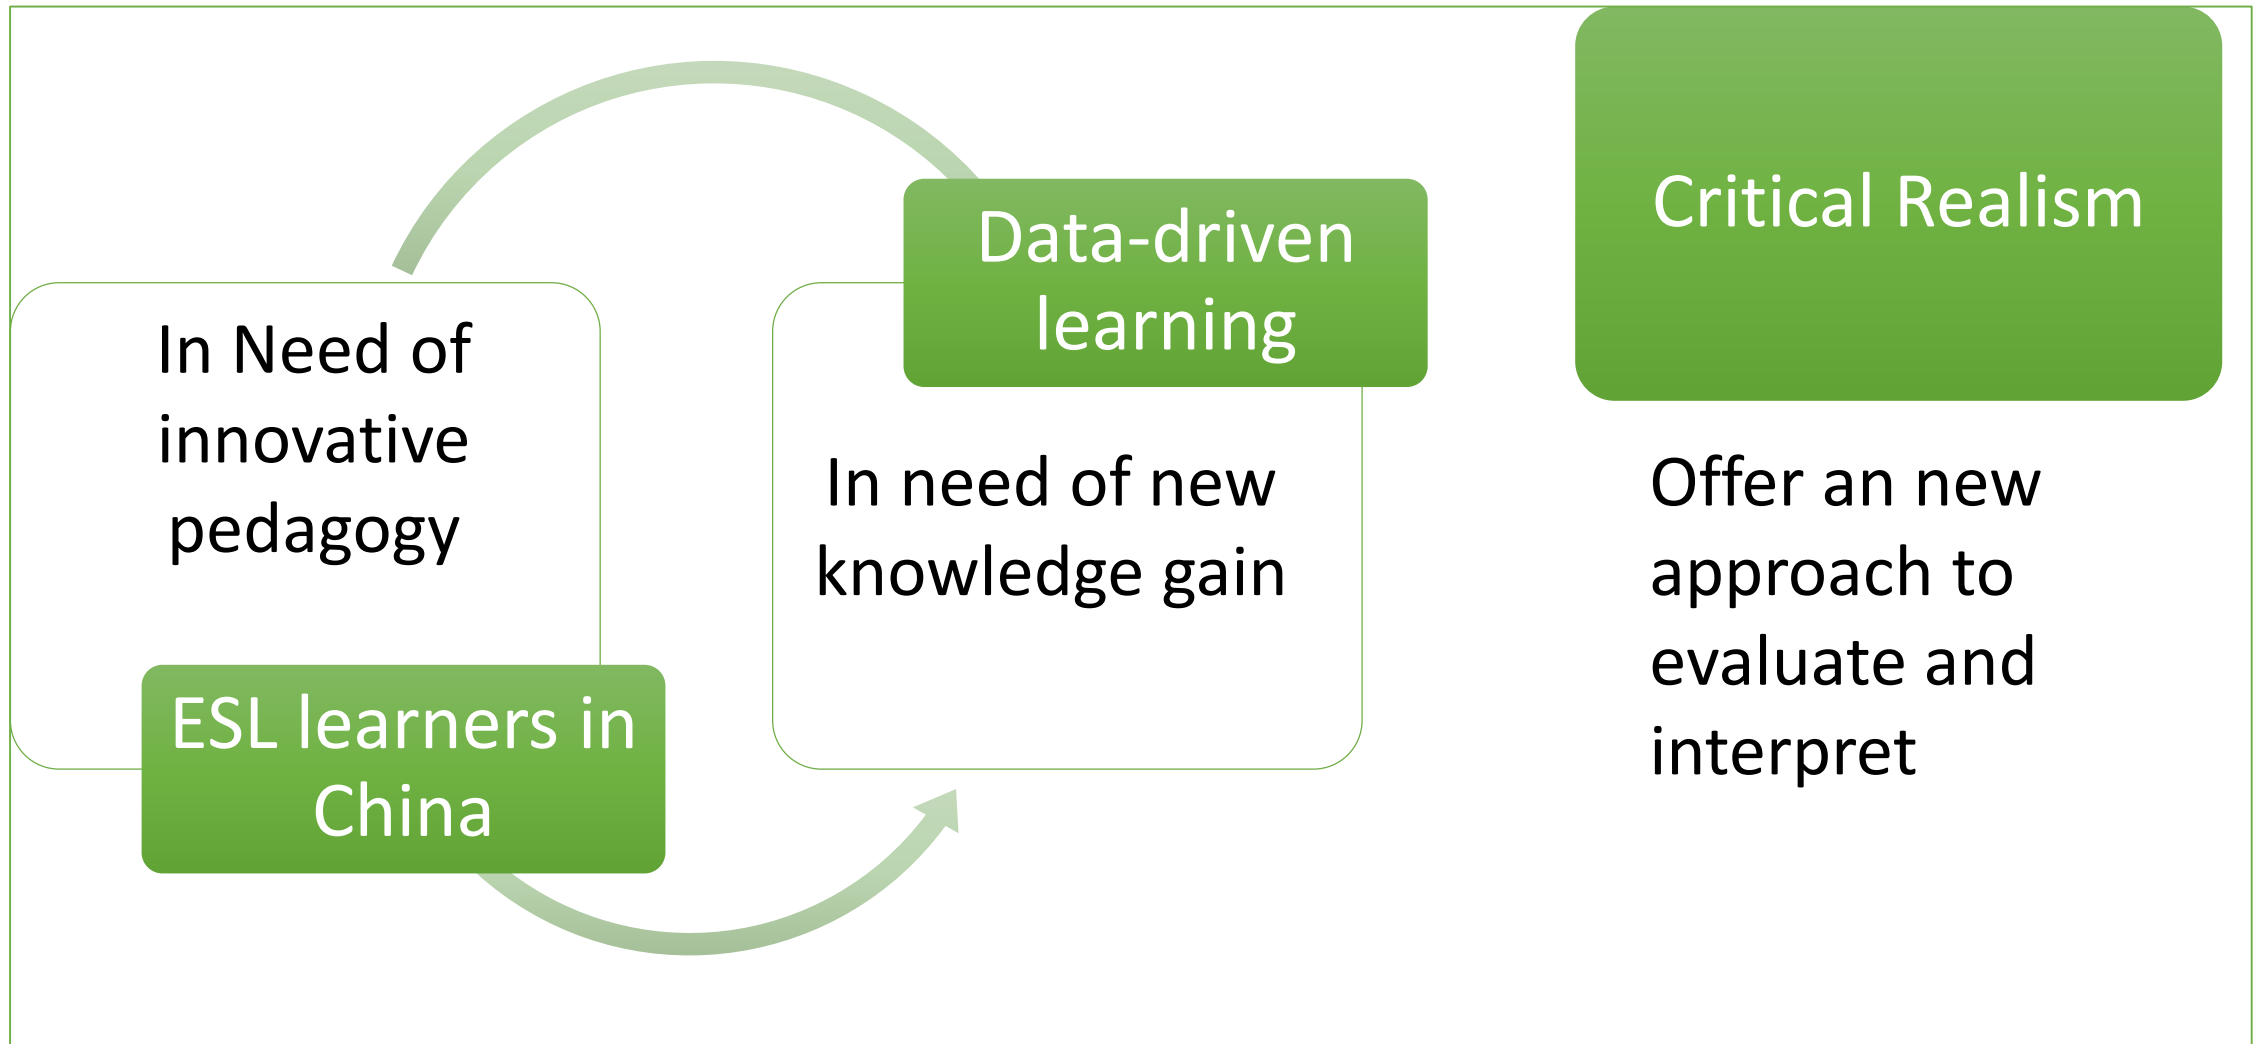 In Need of
innovative
pedagogy
ESL learners in
China
Data-driven
learning
In need of new
knowledge gain
Critical Realism
Offer an new
approach to
evaluate and
interpret